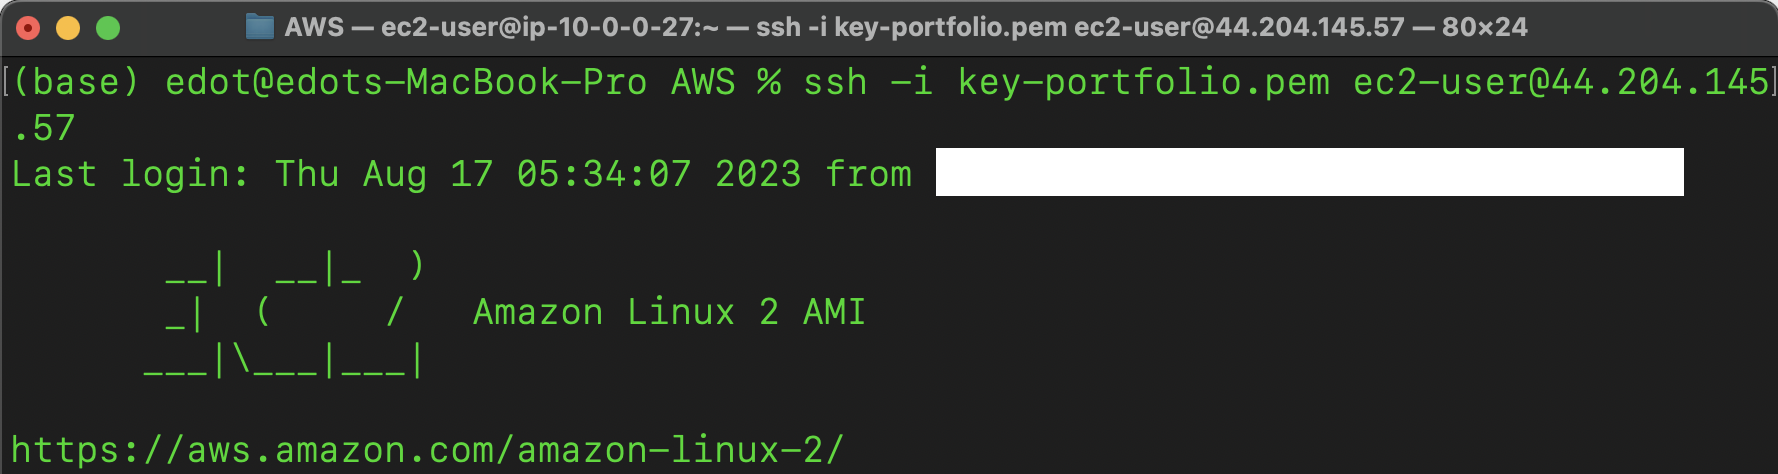 AWS — ec2-user@ip-10-0-0-27:~ — ssh -i key-portfolio.pem ec2-user@44.204.145.57 — 80×24
[(base) edot@edots-MacBook-Pro AWS % ssh -i key-portfolio.pem ec2-user@44.204.145]
.57
Last login: Thu Aug 17 05:34:07 2023 from

       __|  __|_  )
       _|  (     /   Amazon Linux 2 AMI
      ___|\___|___|

https://aws.amazon.com/amazon-linux-2/